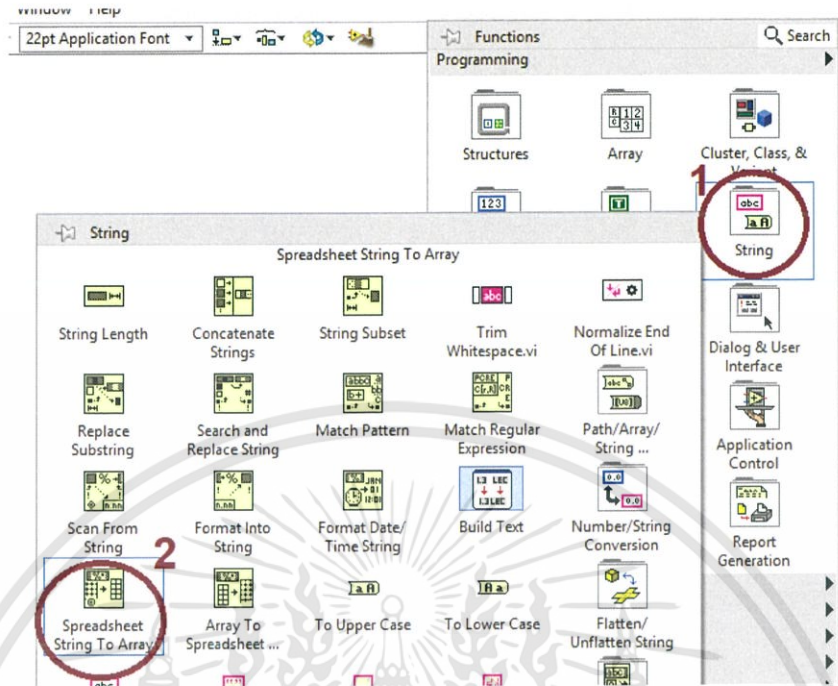 Window Help
22pt Application Font
Functions
Search
Programming
Structures
Array
Cluster, Class, &
Variant
1
String
String
Spreadsheet String To Array
String Length
Concatenate
Strings
String Subset
Trim
Whitespace.vi
Normalize End
Of Line.vi
Dialog & User
Interface
Replace
Substring
Search and
Replace String
Match Pattern
Match Regular
Expression
Path/Array/
String ...
Application
Control
Scan From
String
Format Into
String
Format Date/
Time String
Build Text
Number/String
Conversion
Report
Generation
2
Spreadsheet
String To Array
Array To
Spreadsheet ...
To Upper Case
To Lower Case
Flatten/
Unflatten String